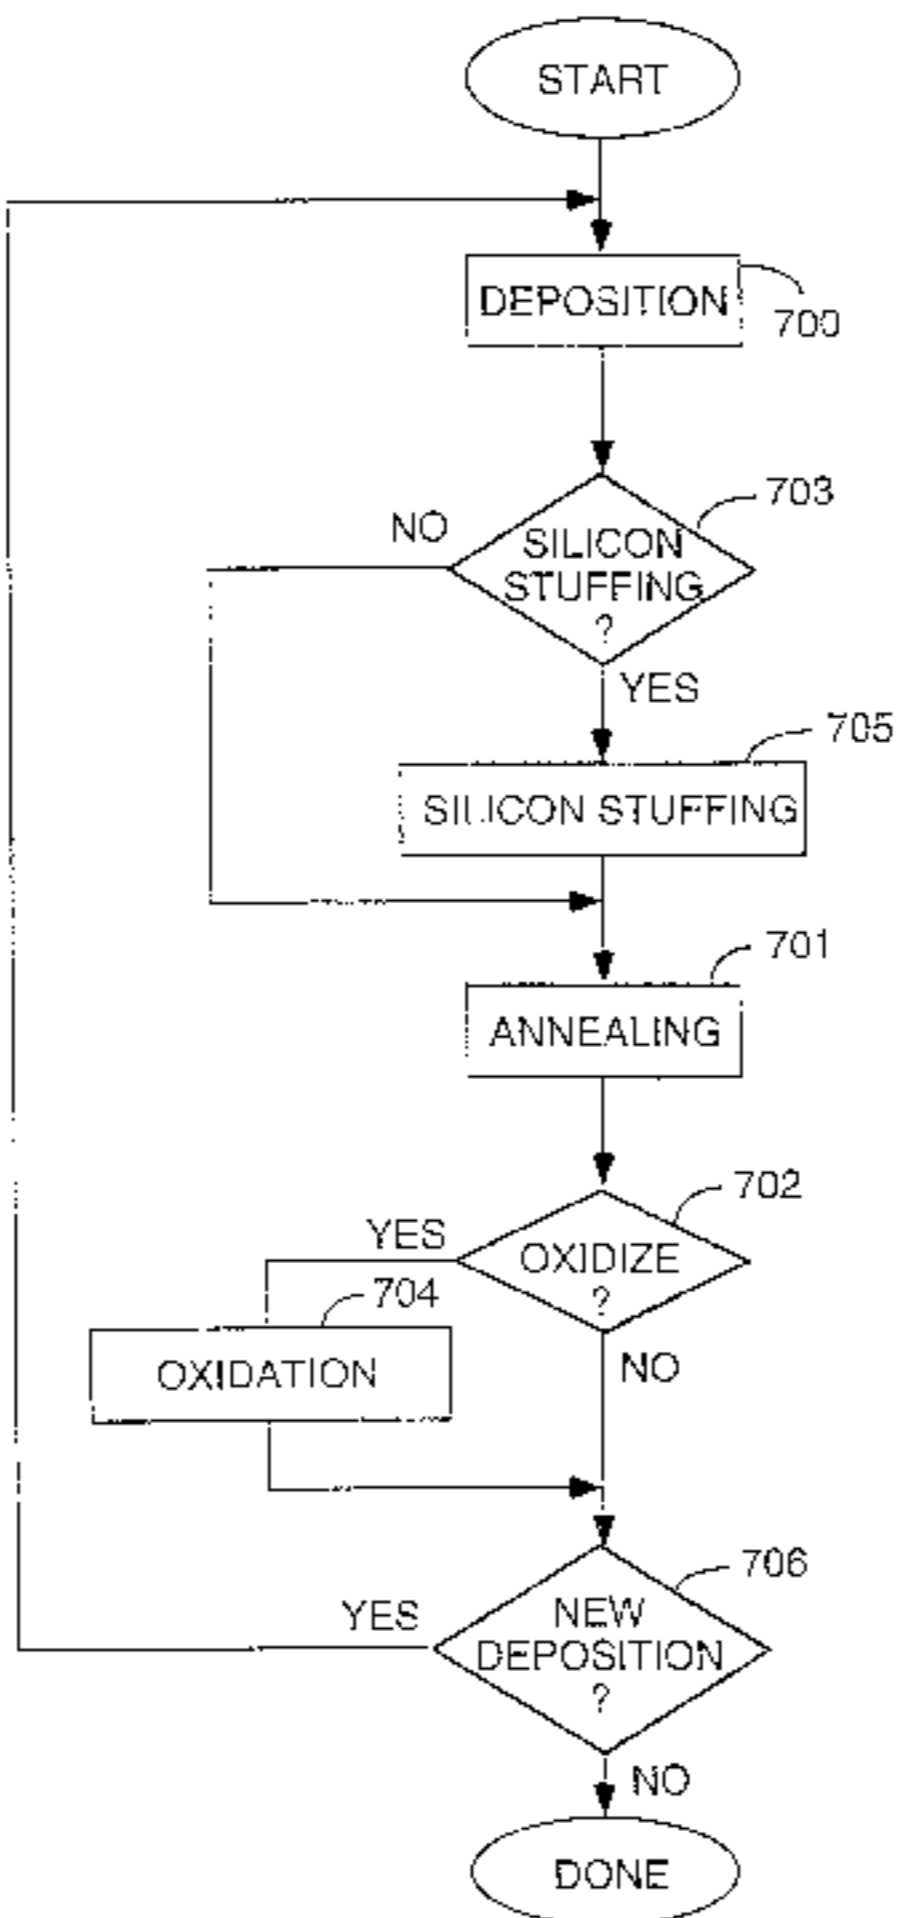 START
DEPOSITION
700
703
NO
SILICON
STUFFING
?
YES
705
SILICON STUFFING
701
ANNEALING
702
YES
OXIDIZE
?
704
OXIDATION
NO
706
YES
NEW
DEPOSITION
?
NO
DONE